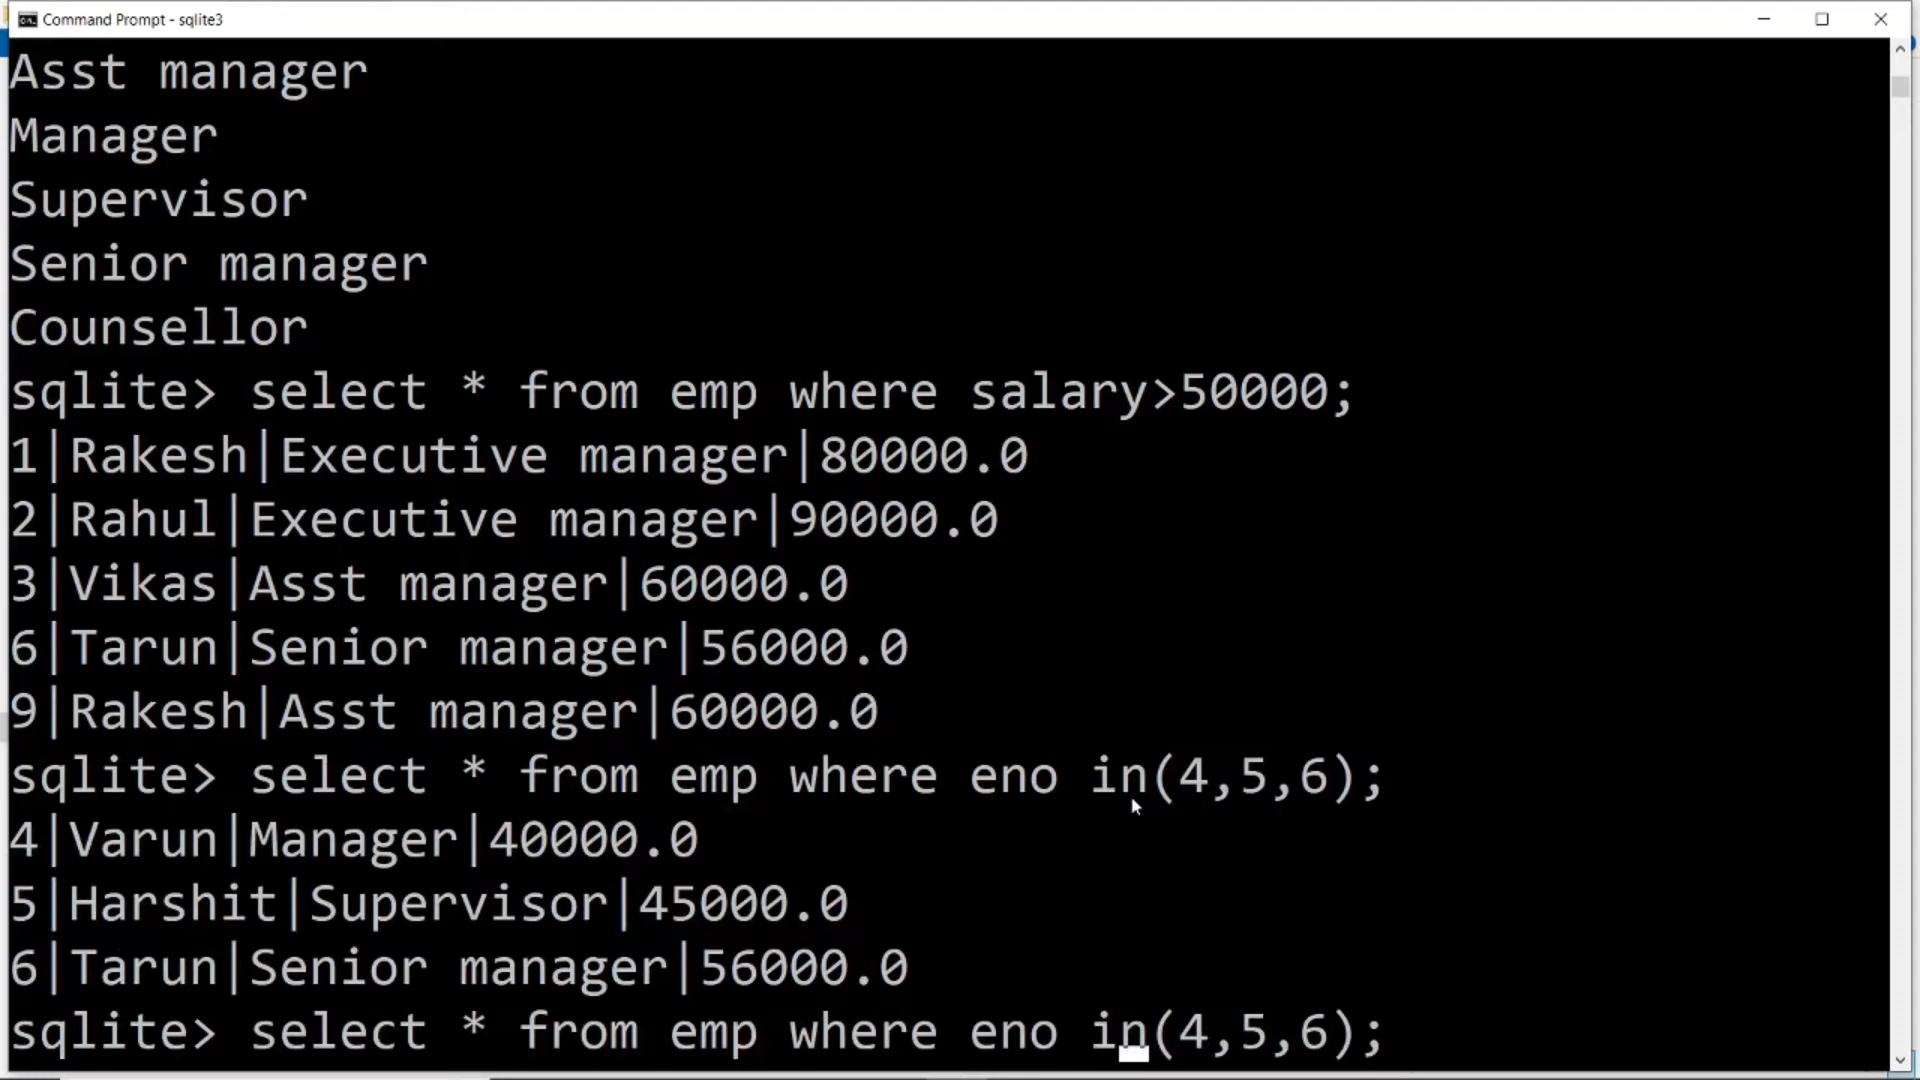 Command Prompt - sqlite3
Asst manager
Manager
Supervisor
Senior manager
Counsellor
sqlite> select * from emp where salary>50000;
1|Rakesh|Executive manager|80000.0
2|Rahul|Executive manager|90000.0
3|Vikas|Asst manager|60000.0
6|Tarun|Senior manager|56000.0
9|Rakesh|Asst manager|60000.0
sqlite> select * from emp where eno in(4,5,6);
4|Varun|Manager|40000.0
5|Harshit|Supervisor|45000.0
6|Tarun|Senior manager|56000.0
sqlite> select * from emp where eno in(4,5,6);